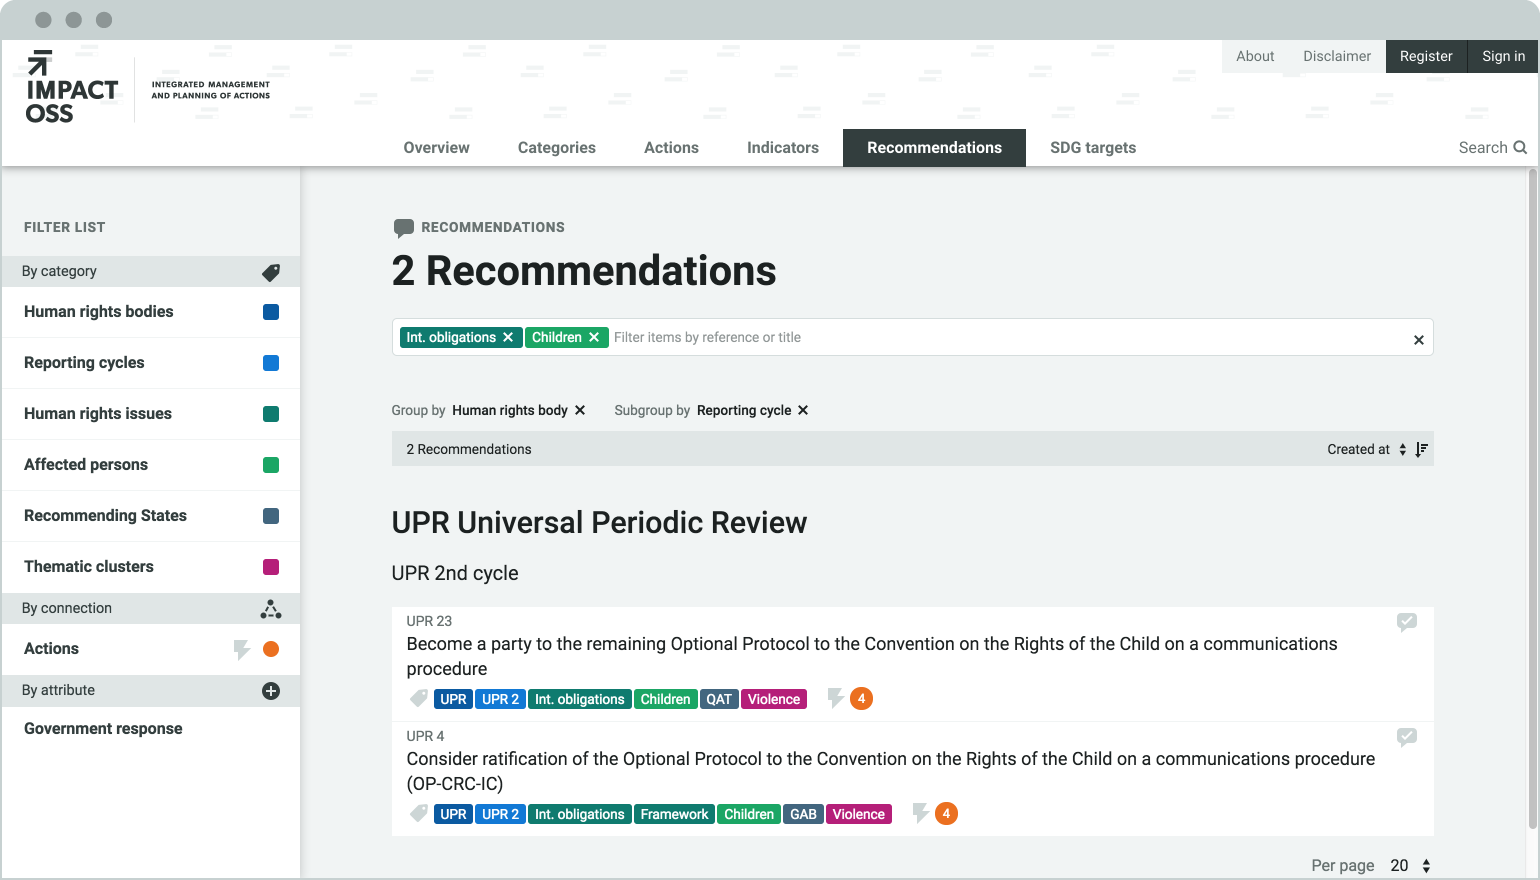 IMPACT
OSS
INTEGRATED MANAGEMENT
AND PLANNING OF ACTIONS
About Disclaimer Register Sign in
Overview Categories Actions Indicators Recommendations SDG targets Search
FILTER LIST
By category
Human rights bodies
Reporting cycles
Human rights issues
Affected persons
Recommending States
Thematic clusters
By connection
Actions
By attribute
Government response
RECOMMENDATIONS
2 Recommendations
Int. obligations ✕ Children ✕ Filter items by reference or title ✕
Group by Human rights body ✕ Subgroup by Reporting cycle ✕
2 Recommendations Created at
UPR Universal Periodic Review
UPR 2nd cycle
UPR 23
Become a party to the remaining Optional Protocol to the Convention on the Rights of the Child on a communications
procedure
UPR UPR 2 Int. obligations Children QAT Violence 4
UPR 4
Consider ratification of the Optional Protocol to the Convention on the Rights of the Child on a communications procedure
(OP-CRC-IC)
UPR UPR 2 Int. obligations Framework Children GAB Violence 4
Per page 20